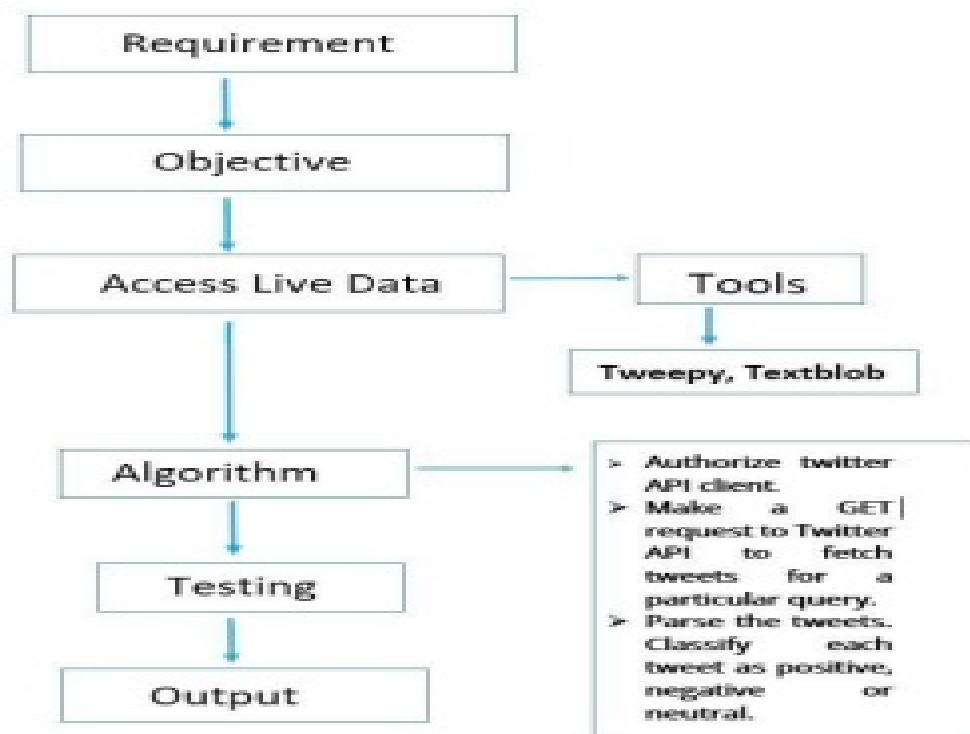 Requirement
Objective
Access Live Data
Tools
Tweepy, Textblob
Algorithm
➤ Authorize twitter
API client.
➤ Make a GET
request to Twitter
API to fetch
tweets for a
particular query.
➤ Parse the tweets.
Classify each
tweet as positive,
negative or
neutral.
Testing
Output